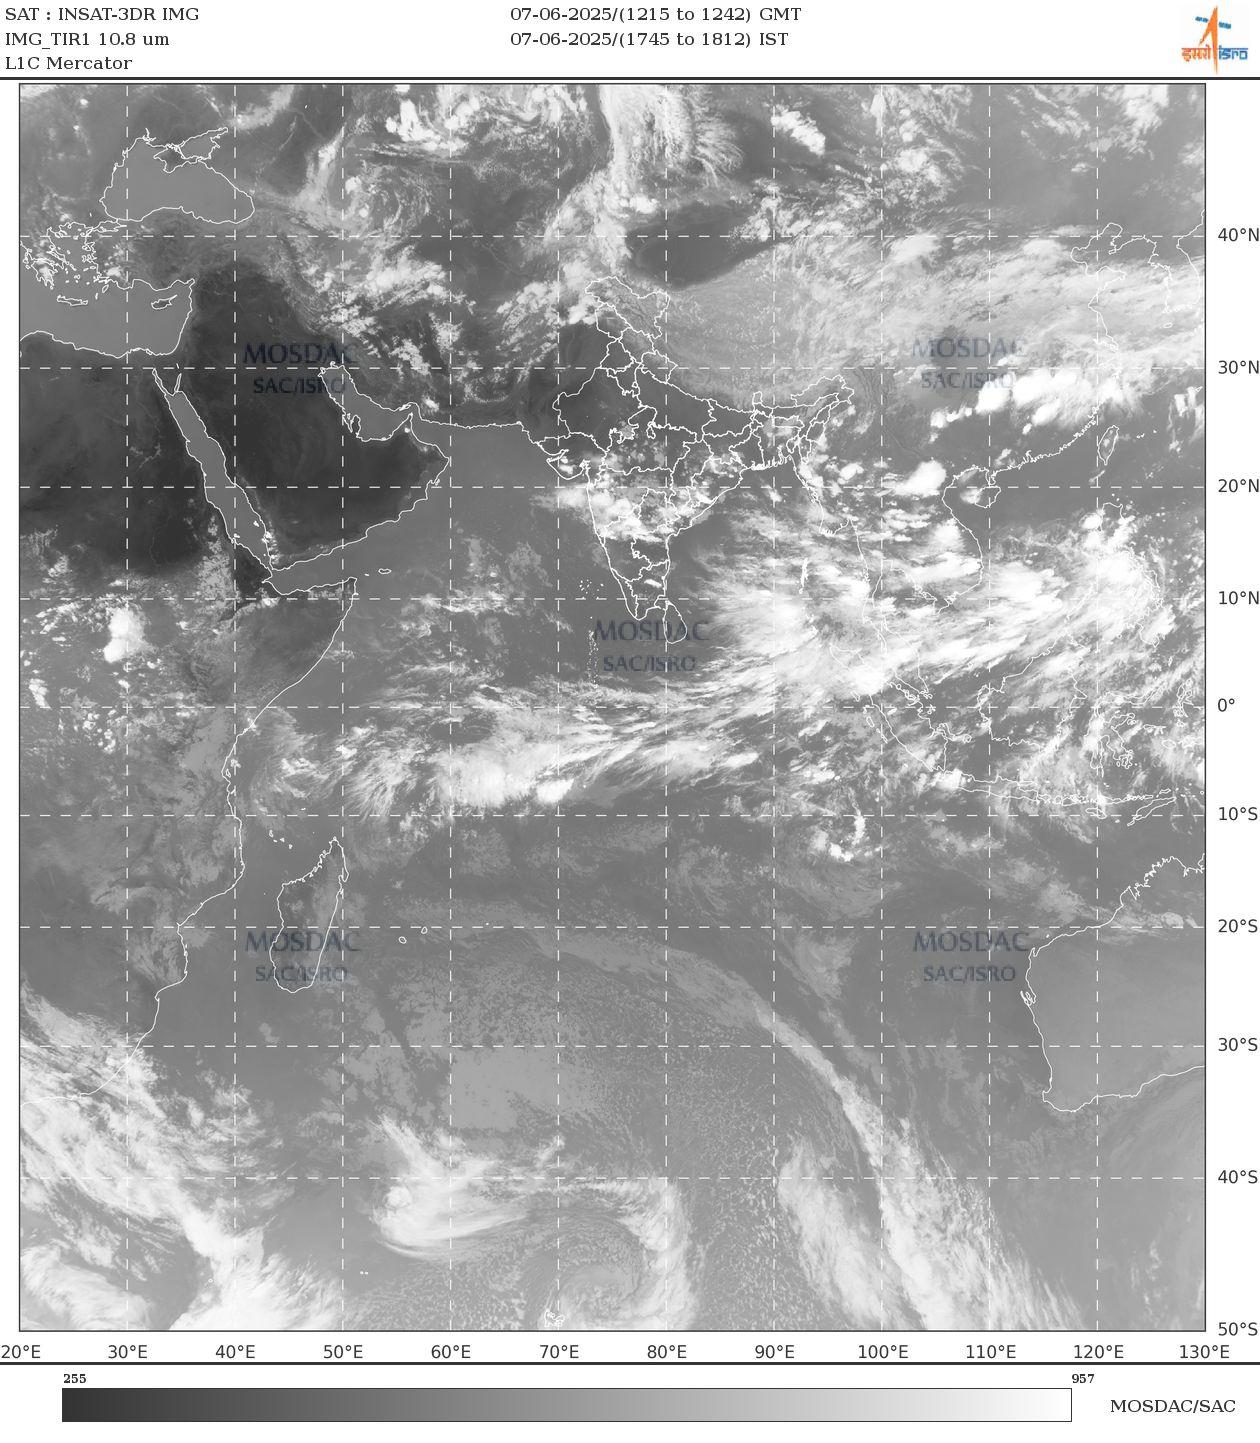 SAT : INSAT-3DR IMG
07-06-2025/(1215 to 1242) GMT
IMG_TIR1 10.8 um
07-06-2025/(1745 to 1812) IST
L1C Mercator
इसरो isro
40°N
MOSDAC
SAC/ISRO
MOSDAC
SAC/ISRO
30°N
20°N
10°N
MOSDAC
SAC/ISRO
0°
10°S
20°S
MOSDAC
SAC/ISRO
MOSDAC
SAC/ISRO
30°S
40°S
50°S
20°E 30°E 40°E 50°E 60°E 70°E 80°E 90°E 100°E 110°E 120°E 130°E
255 957
MOSDAC/SAC